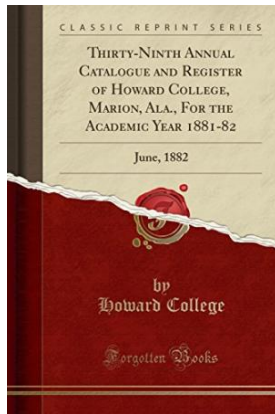 CLASSIC REPRINT SERIES
THIRTY-NINTH ANNUAL
CATALOGUE AND REGISTER
OF HOWARD COLLEGE,
MARION, ALA., FOR THE
ACADEMIC YEAR 1881-82
JUNE, 1882
by
Howard College
Forgotten Books